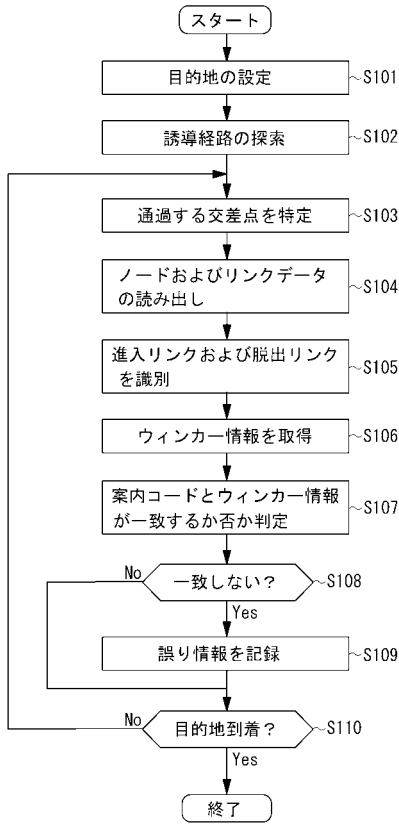 スタート
目的地の設定
~S101
誘導経路の探索
~S102
通過する交差点を特定
~S103
ノードおよびリンクデータ
の読み出し
~S104
進入リンクおよび脱出リンク
を識別
~S105
ウィンカー情報を取得
~S106
案内コードとウィンカー情報
が一致するか否か判定
~S107
No
一致しない?
~S108
Yes
誤り情報を記録
~S109
No
目的地到着?
~S110
Yes
終了